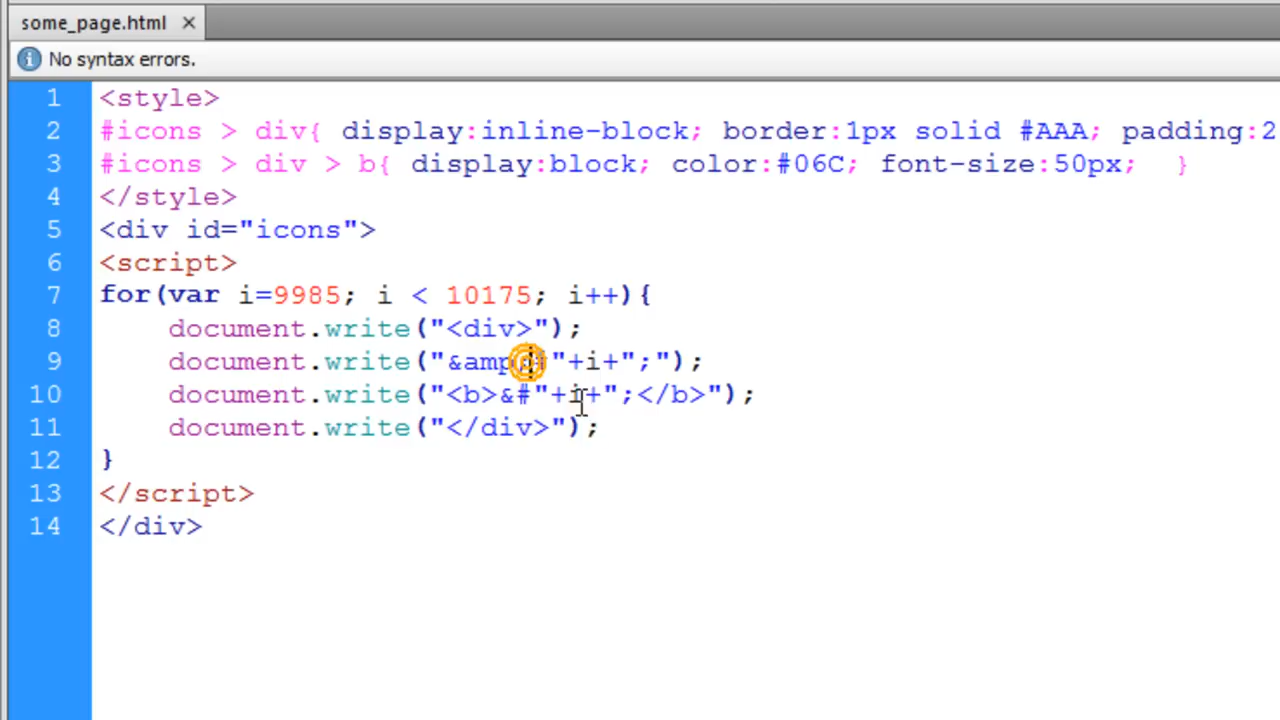 some_page.html ×
No syntax errors.
1 <style>
2 #icons > div{ display:inline-block; border:1px solid #AAA; padding:2
3 #icons > div > b{ display:block; color:#06C; font-size:50px;  }
4 </style>
5 <div id="icons">
6 <script>
7 for(var i=9985; i < 10175; i++){
8     document.write("<div>");
9     document.write("&amp;#"+i+";");
10     document.write("<b>&#"+i+";</b>");
11     document.write("</div>");
12 }
13 </script>
14 </div>